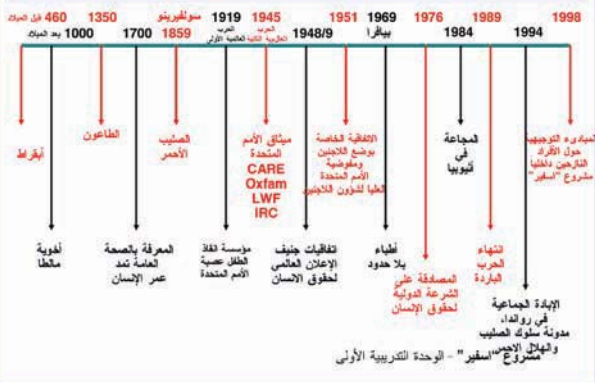 460 قبل الميلاد
1000 بعد الميلاد
1350
1700
سولفيرينو
1859
1919
الحرب
العالمية الأولى
1945
الحرب
العالمية الثانية
1948/9
1951
1969
بيافرا
1976
1984
1989
1994
1998
أبقراط
أخوية
مالطا
الطاعون
المعرفة بالصحة
العامة تمد
عمر الإنسان
الصليب
الأحمر
مؤسسة انقاذ
الطفل عصبة
الأمم المتحدة
ميثاق الأمم
المتحدة
CARE
Oxfam
LWF
IRC
اتفاقيات جنيف
الإعلان العالمي
لحقوق الانسان
الاتفاقية الخاصة
بوضع اللاجئين
ومفوضية
الأمم المتحدة
العليا لشؤون اللاجئين
أطباء
بلا حدود
المصادقة على
الشرعة الدولية
لحقوق الإنسان
المجاعة
في
أثيوبيا
انتهاء
الحرب
الباردة
الإبادة الجماعية
في رواندا،
مدونة سلوك الصليب
والهلال الاحمر
المبادىء التوجيهية
حول الأفراد
النازحين داخليا
مشروع "اسفير"
مشروع "اسفير" - الوحدة التدريبية الأولى